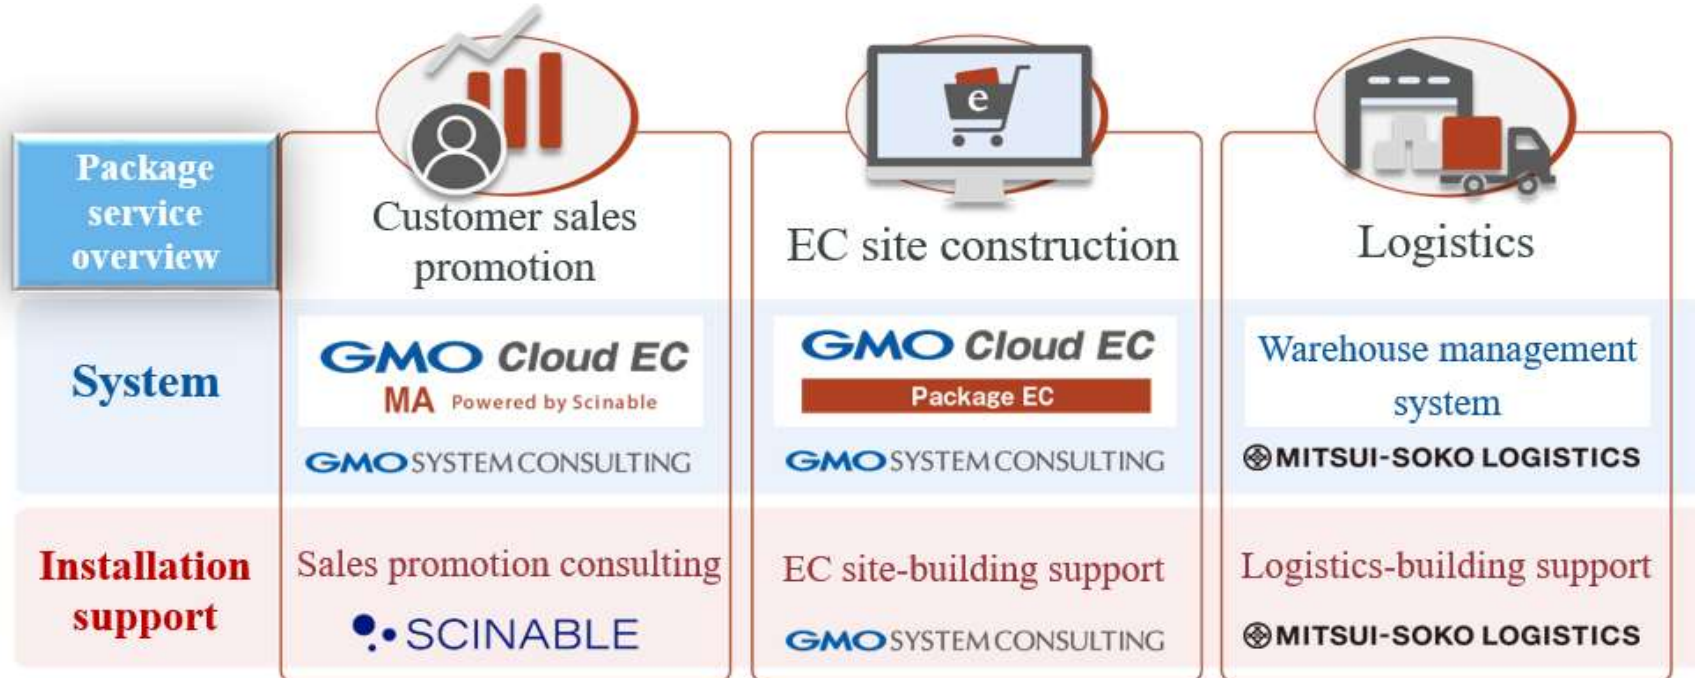 Package
service
overview
Customer sales
promotion
e
EC site construction
Logistics
System
GMO Cloud EC
MA Powered by Scinable
GMO SYSTEM CONSULTING
GMO Cloud EC
Package EC
GMO SYSTEM CONSULTING
Warehouse management
system
MITSUI-SOKO LOGISTICS
Installation
support
Sales promotion consulting
SCINABLE
EC site-building support
GMO SYSTEM CONSULTING
Logistics-building support
MITSUI-SOKO LOGISTICS